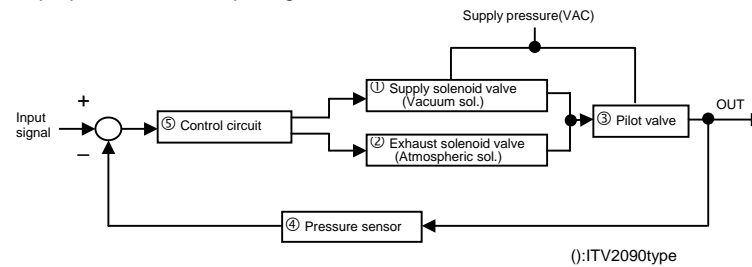 Supply pressure(VAC)
① Supply solenoid valve
(Vacuum sol.)
OUT
+
Input
signal
⑤ Control circuit
③ Pilot valve
② Exhaust solenoid valve
(Atmospheric sol.)
−
④ Pressure sensor
():ITV2090type